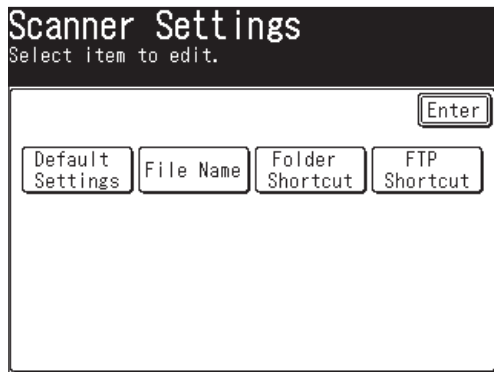 Scanner Settings
Select item to edit.
Enter
Default Settings
File Name
Folder Shortcut
FTP Shortcut